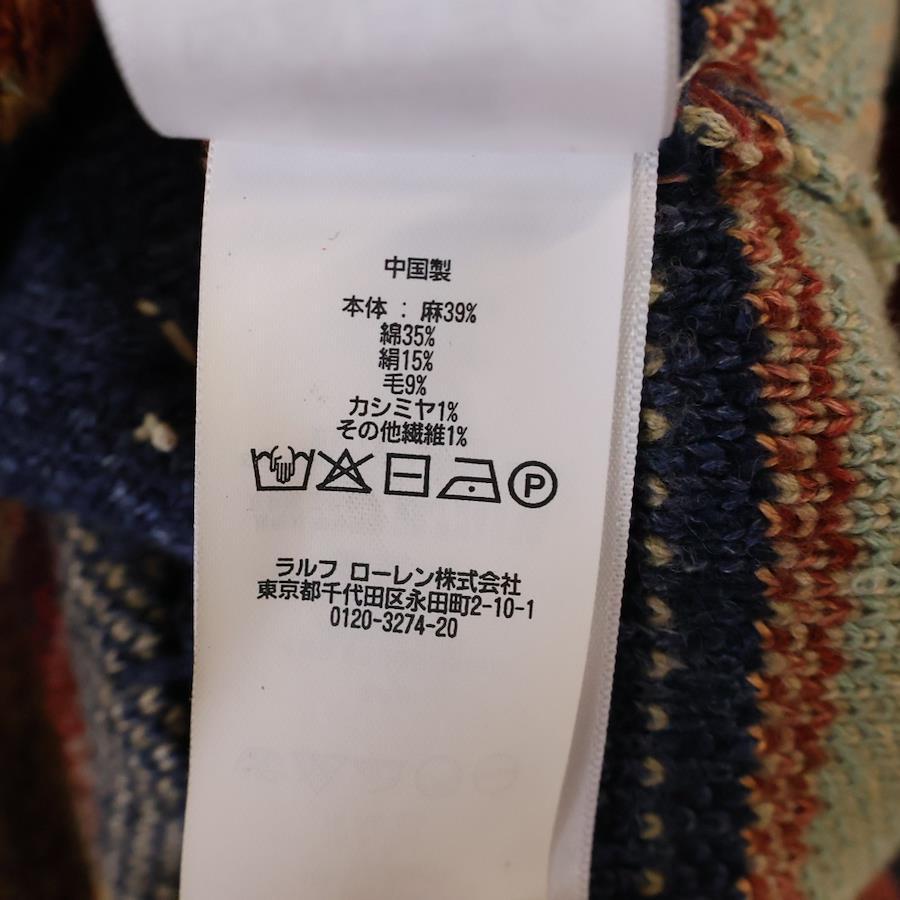 中国製
本体 : 麻39%
綿35%
絹15%
毛9%
カシミヤ1%
その他繊維1%
P
ラルフ ローレン株式会社
東京都千代田区永田町2-10-1
0120-3274-20